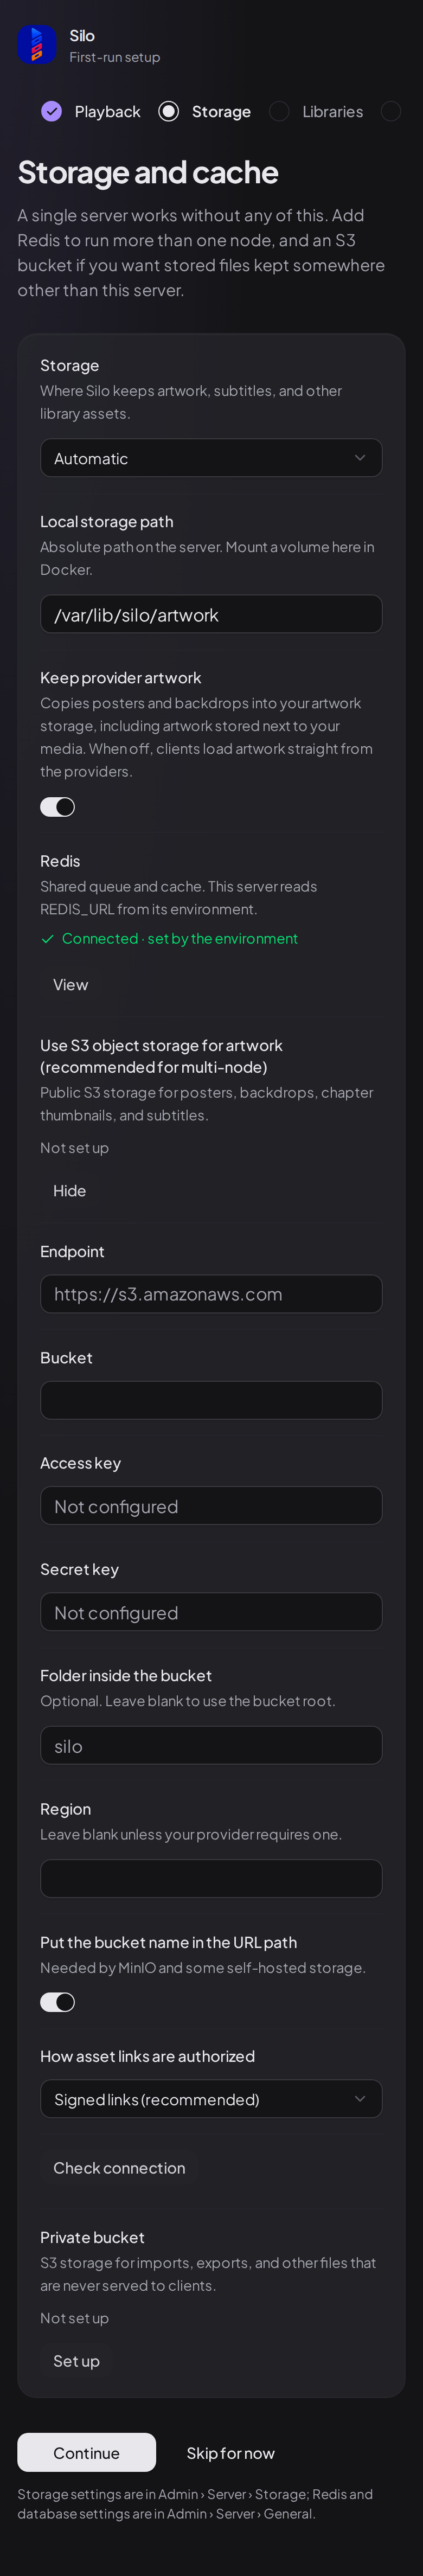 Silo
First-run setup
Playback Storage Libraries
Storage and cache
A single server works without any of this. Add
Redis to run more than one node, and an S3
bucket if you want stored files kept somewhere
other than this server.
Storage
Where Silo keeps artwork, subtitles, and other
library assets.
Automatic
Local storage path
Absolute path on the server. Mount a volume here in
Docker.
/var/lib/silo/artwork
Keep provider artwork
Copies posters and backdrops into your artwork
storage, including artwork stored next to your
media. When off, clients load artwork straight from
the providers.
Redis
Shared queue and cache. This server reads
REDIS_URL from its environment.
Connected · set by the environment
View
Use S3 object storage for artwork
(recommended for multi-node)
Public S3 storage for posters, backdrops, chapter
thumbnails, and subtitles.
Not set up
Hide
Endpoint
https://s3.amazonaws.com
Bucket
Access key
Not configured
Secret key
Not configured
Folder inside the bucket
Optional. Leave blank to use the bucket root.
silo
Region
Leave blank unless your provider requires one.
Put the bucket name in the URL path
Needed by MinIO and some self-hosted storage.
How asset links are authorized
Signed links (recommended)
Check connection
Private bucket
S3 storage for imports, exports, and other files that
are never served to clients.
Not set up
Set up
Continue Skip for now
Storage settings are in Admin › Server › Storage; Redis and
database settings are in Admin › Server › General.